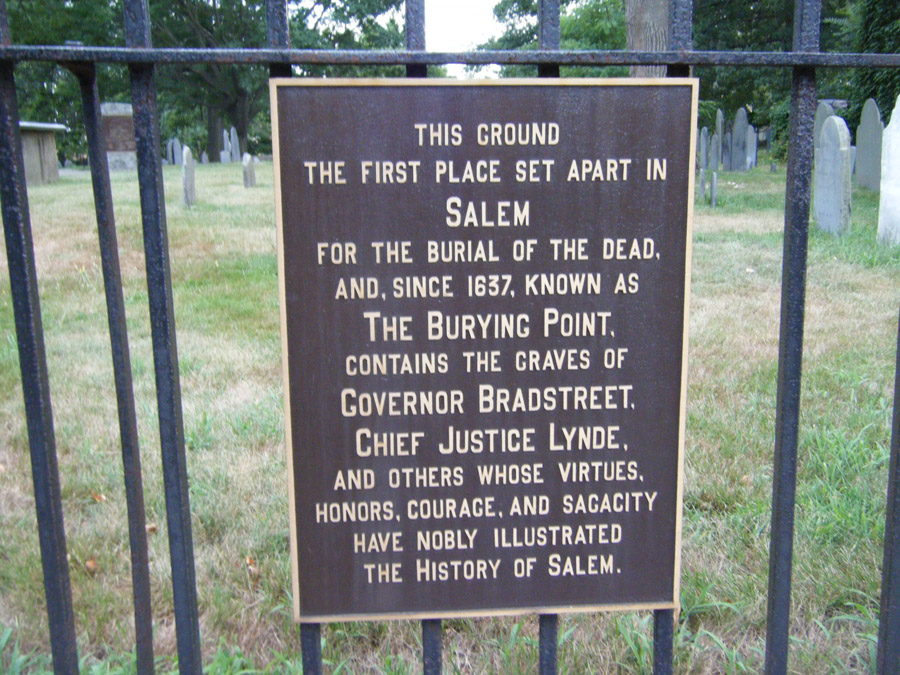 THIS GROUND
THE FIRST PLACE SET APART IN
SALEM
FOR THE BURIAL OF THE DEAD,
AND, SINCE 1637, KNOWN AS
THE BURYING POINT,
CONTAINS THE GRAVES OF
GOVERNOR BRADSTREET,
CHIEF JUSTICE LYNDE,
AND OTHERS WHOSE VIRTUES,
HONORS, COURAGE, AND SAGACITY
HAVE NOBLY ILLUSTRATED
THE HISTORY OF SALEM.